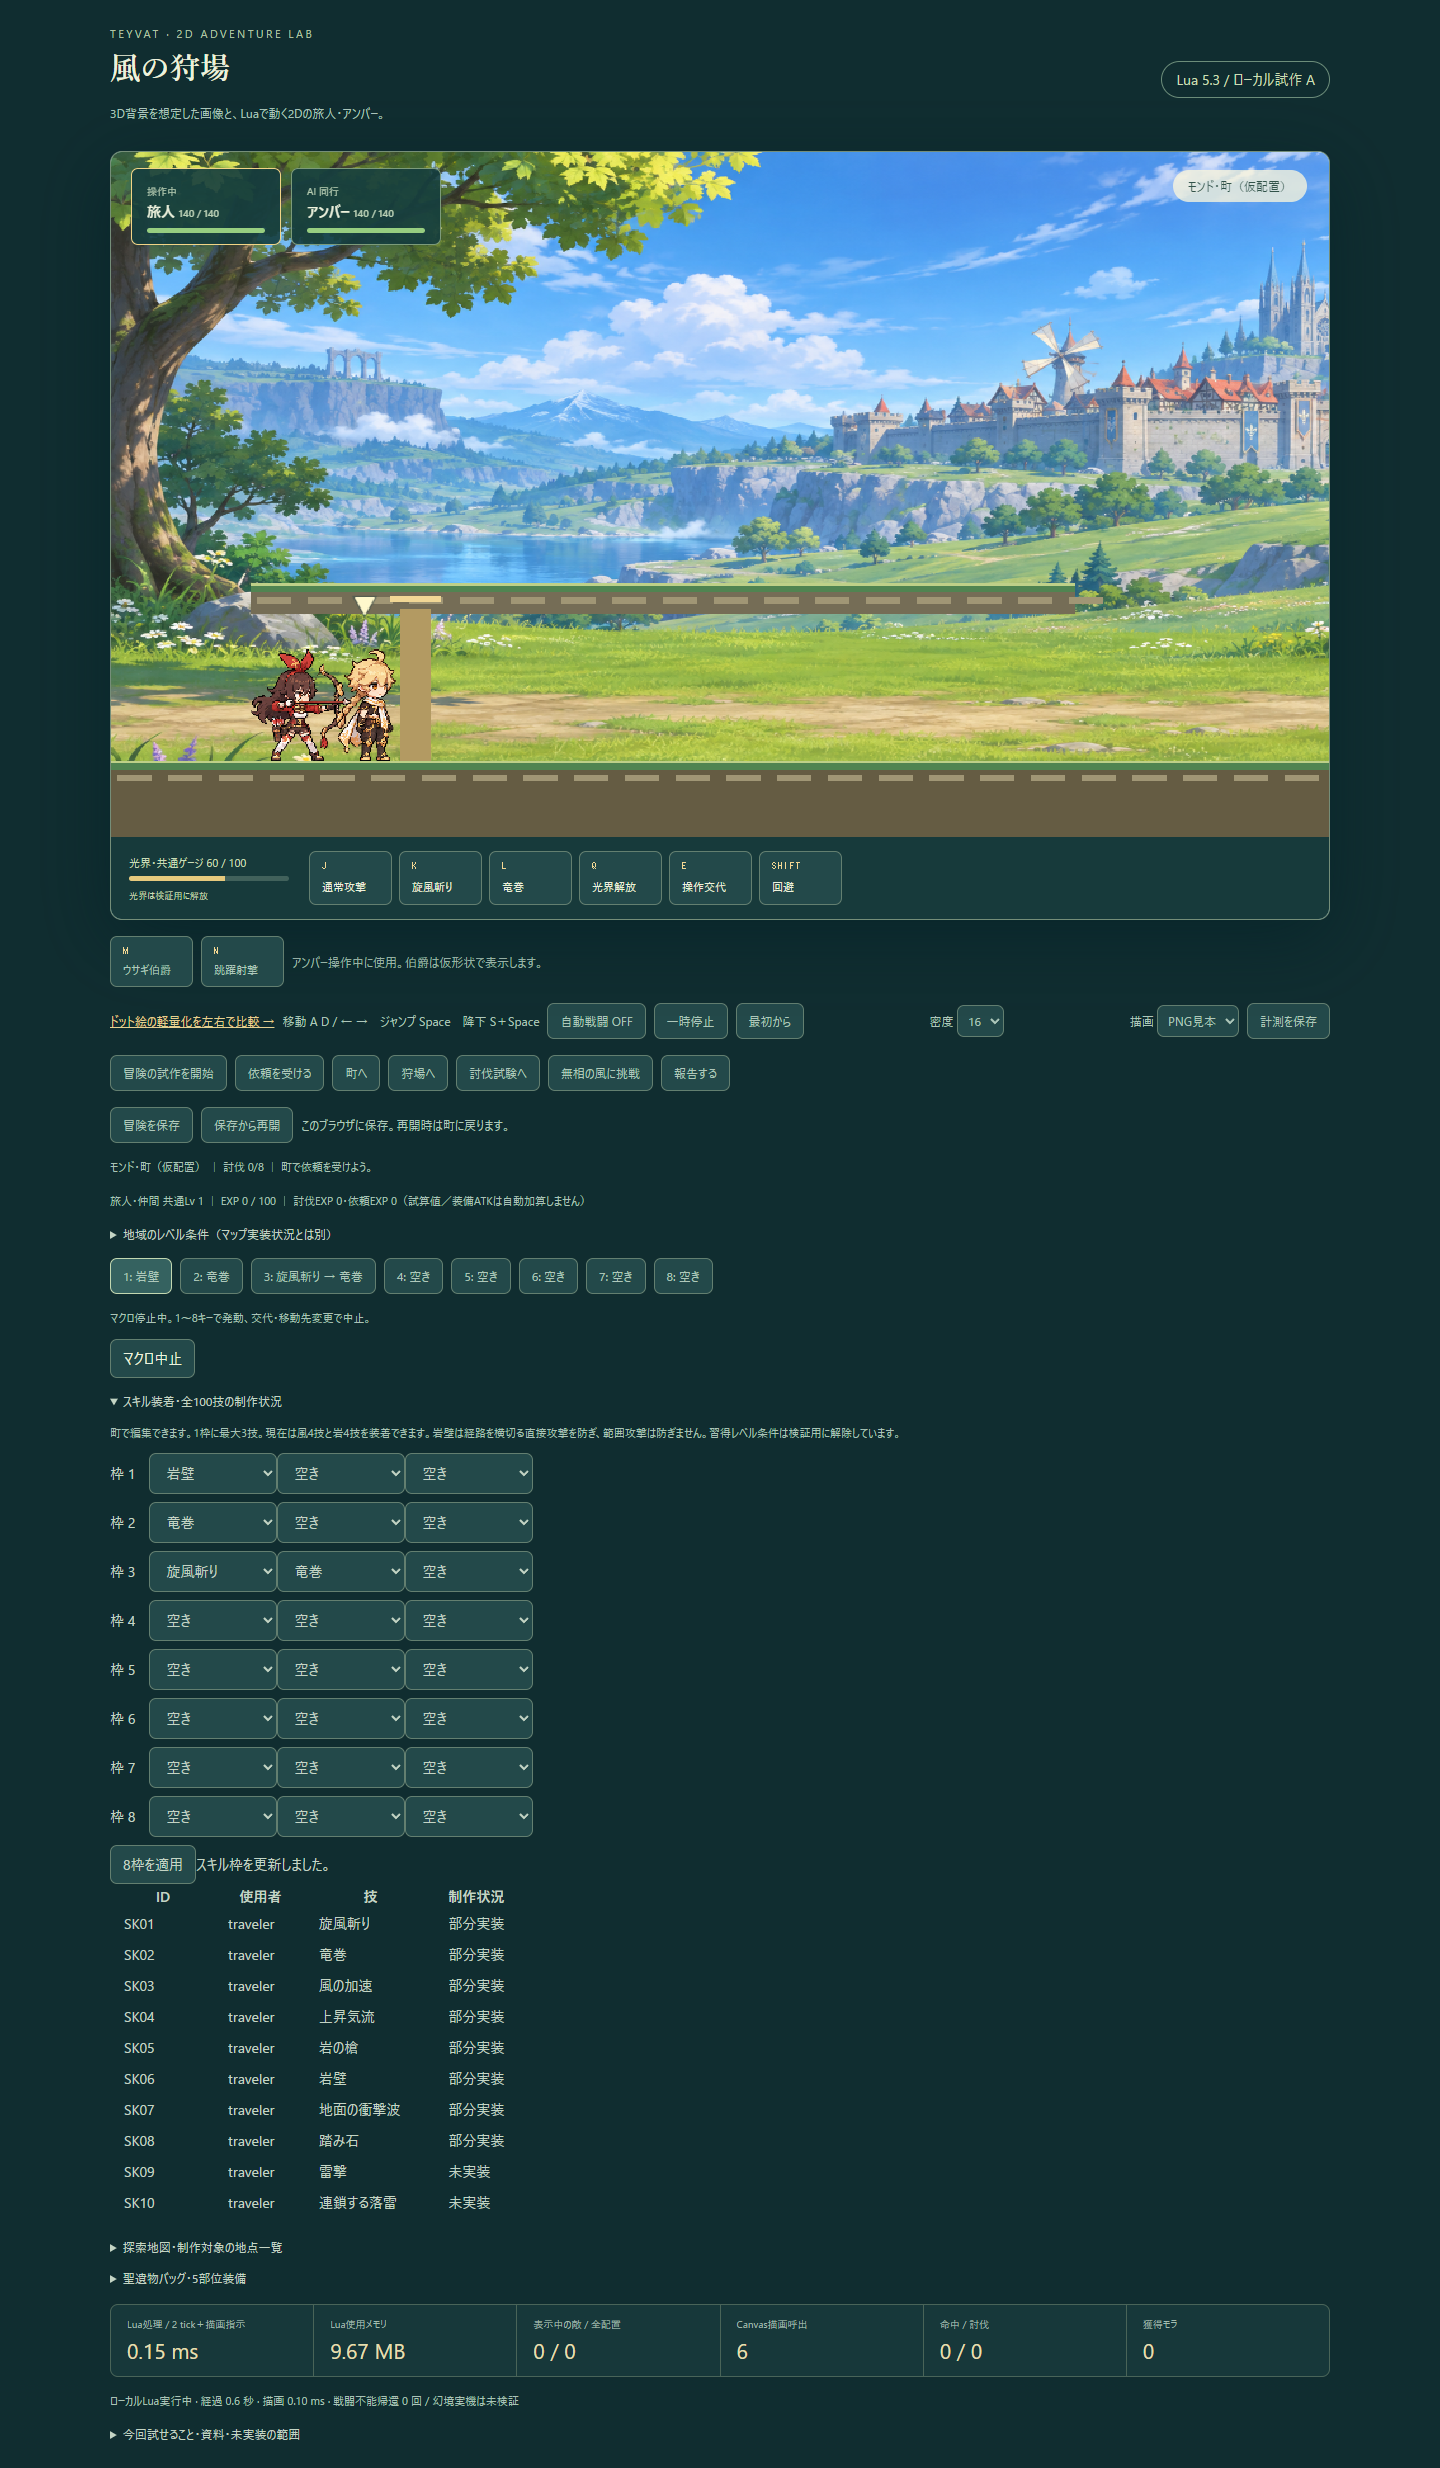 TEYVAT · 2D ADVENTURE LAB
風の狩場
Lua 5.3 / ローカル試作 A
3D背景を想定した画像と、Luaで動く2Dの旅人・アンバー。
操作中
旅人 140 / 140
AI 同行
アンバー 140 / 140
モンド・町（仮配置）
光界・共通ゲージ 60 / 100
光界は検証用に解放
J
通常攻撃
K
旋風斬り
L
竜巻
Q
光界解放
E
操作交代
SHIFT
回避
M
ウサギ伯爵
N
跳躍射撃
アンバー操作中に使用。伯爵は仮形状で表示します。
ドット絵の軽量化を左右で比較 → 移動 A D / ← → ジャンプ Space 降下 S＋Space 自動戦闘 OFF 一時停止 最初から 密度 16 描画 PNG見本 計測を保存
冒険の試作を開始 依頼を受ける 町へ 狩場へ 討伐試験へ 無相の風に挑戦 報告する
冒険を保存 保存から再開 このブラウザに保存。再開時は町に戻ります。
モンド・町（仮配置）｜ 討伐 0/8 ｜ 町で依頼を受けよう。
旅人・仲間 共通Lv 1 ｜ EXP 0 / 100 ｜ 討伐EXP 0・依頼EXP 0（試算値／装備ATKは自動加算しません）
▶ 地域のレベル条件（マップ実装状況とは別）
1: 岩壁 2: 竜巻 3: 旋風斬り → 竜巻 4: 空き 5: 空き 6: 空き 7: 空き 8: 空き
マクロ停止中。1〜8キーで発動、交代・移動先変更で中止。
マクロ中止
▼ スキル装着・全100技の制作状況
町で編集できます。1枠に最大3技。現在は風4技と岩4技を装着できます。岩壁は経路を横切る直接攻撃を防ぎ、範囲攻撃は防ぎません。習得レベル条件は検証用に解除しています。
枠 1 岩壁 空き 空き
枠 2 竜巻 空き 空き
枠 3 旋風斬り 竜巻 空き
枠 4 空き 空き 空き
枠 5 空き 空き 空き
枠 6 空き 空き 空き
枠 7 空き 空き 空き
枠 8 空き 空き 空き
8枠を適用 スキル枠を更新しました。
ID 使用者 技 制作状況
SK01 traveler 旋風斬り 部分実装
SK02 traveler 竜巻 部分実装
SK03 traveler 風の加速 部分実装
SK04 traveler 上昇気流 部分実装
SK05 traveler 岩の槍 部分実装
SK06 traveler 岩壁 部分実装
SK07 traveler 地面の衝撃波 部分実装
SK08 traveler 踏み石 部分実装
SK09 traveler 雷撃 未実装
SK10 traveler 連鎖する落雷 未実装
▶ 探索地図・制作対象の地点一覧
▶ 聖遺物バッグ・5部位装備
Lua処理 / 2 tick＋描画指示
0.15 ms
Lua使用メモリ
9.67 MB
表示中の敵 / 全配置
0 / 0
Canvas描画呼出
6
命中 / 討伐
0 / 0
獲得モラ
0
ローカルLua実行中 · 経過 0.6 秒 · 描画 0.10 ms · 戦闘不能帰還 0 回 / 幻境実機は未検証
▶ 今回試せること・資料・未実装の範囲